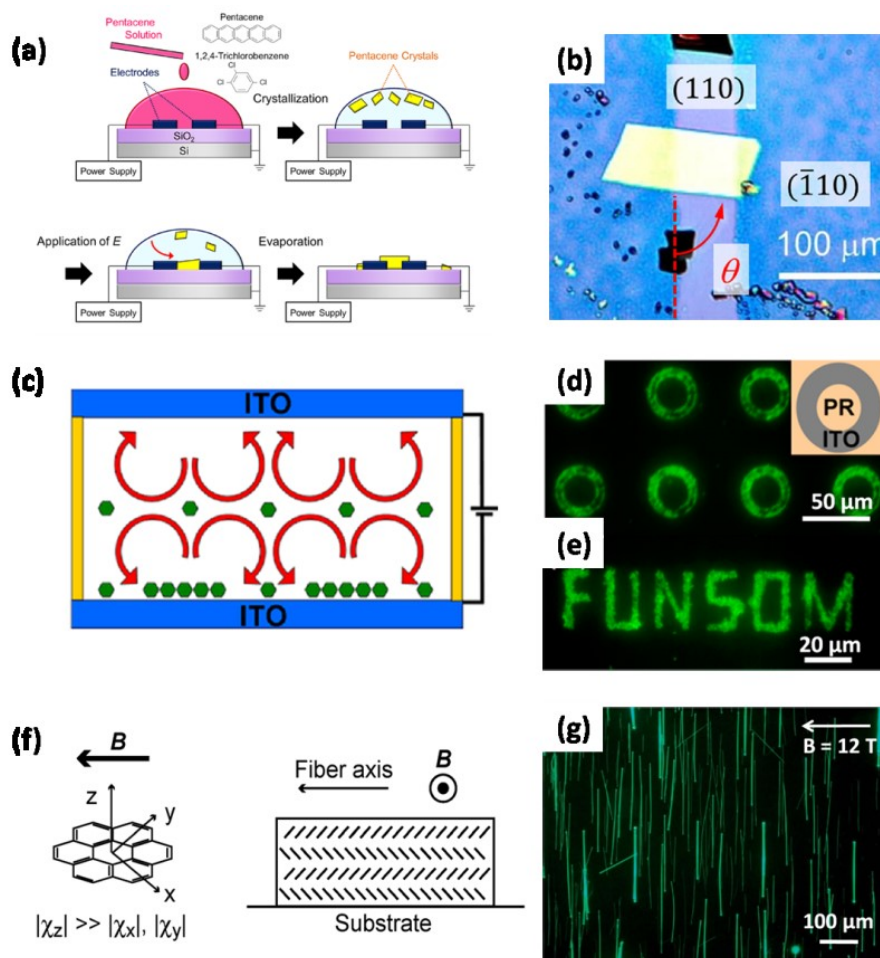 (a)
Pentacene
Solution
Pentacene
1,2,4-Trichlorobenzene
Cl
Cl
Cl
Electrodes
SiO₂
Si
Power Supply
Crystallization
Pentacene Crystals
Power Supply
Application of E
Power Supply
Evaporation
Power Supply
(b)
(110)
(1̄10)
θ
100 μm
(c)
ITO
ITO
(d)
PR
ITO
50 μm
(e)
FUNSOM
20 μm
(f)
B
z
y
x
|χz| >> |χx|, |χy|
Fiber axis
B
Substrate
(g)
B = 12 T
100 μm